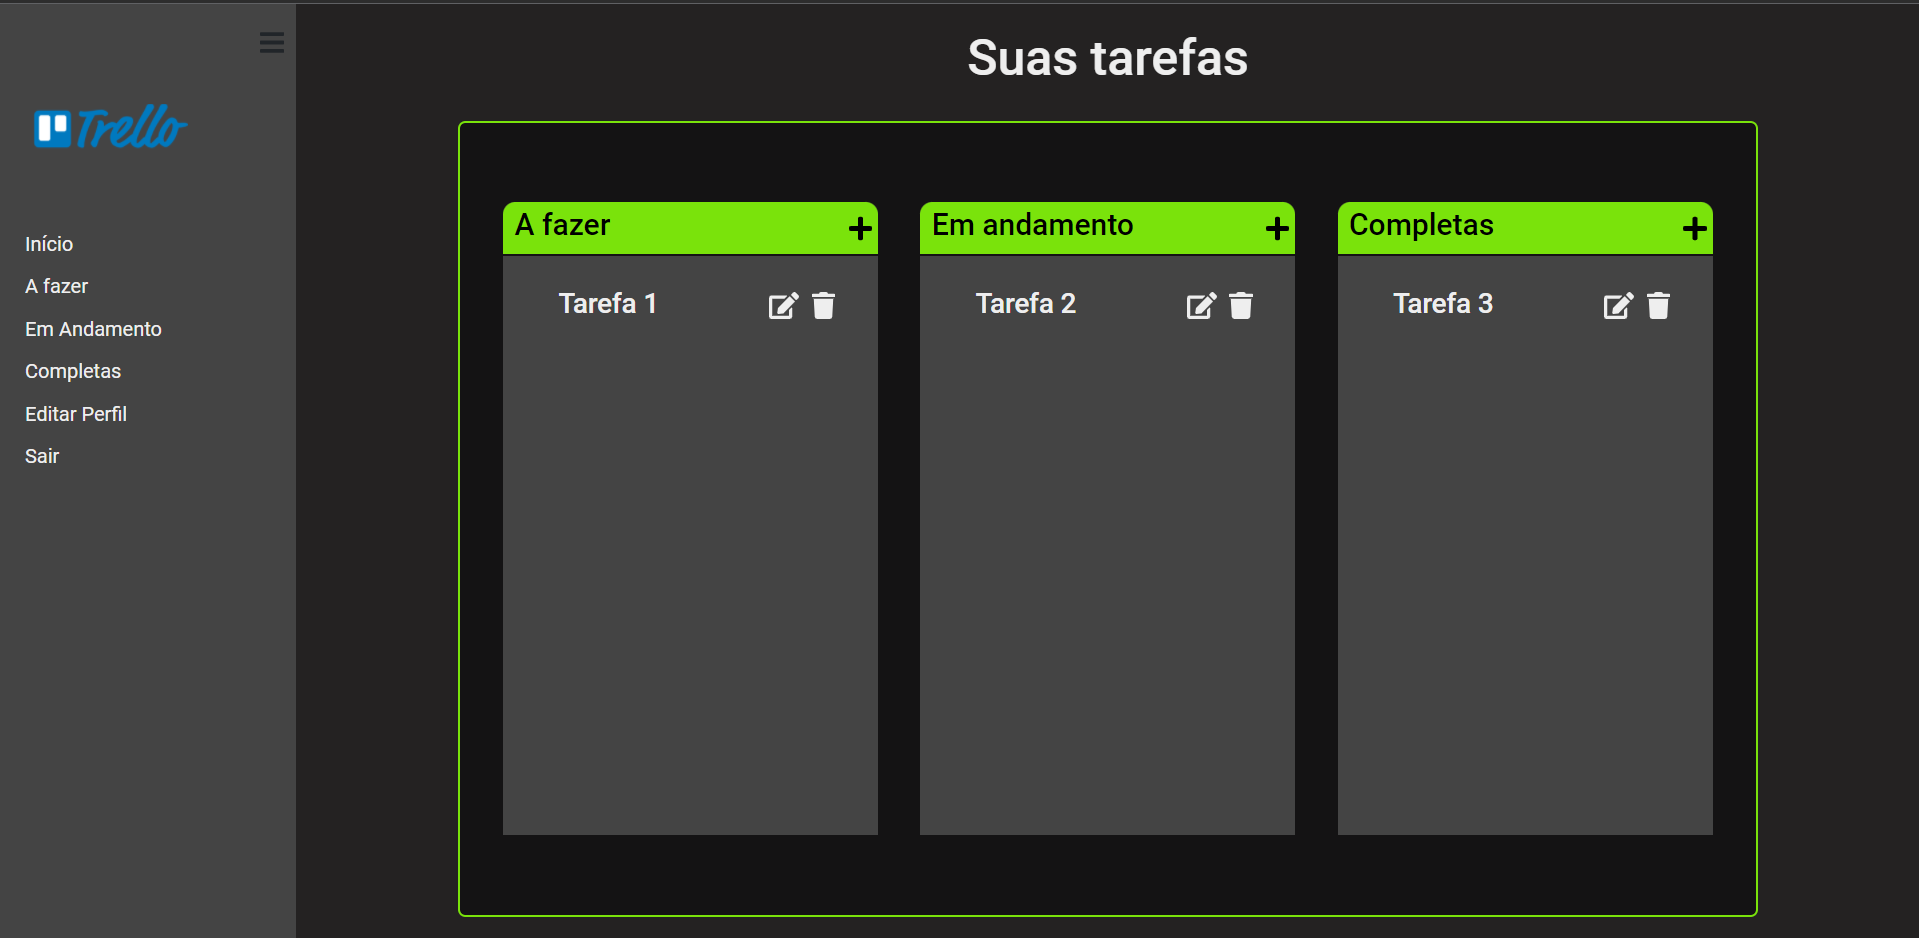 Suas tarefas
Trello
Início
A fazer
Em Andamento
Completas
Editar Perfil
Sair
A fazer
Tarefa 1
Em andamento
Tarefa 2
Completas
Tarefa 3